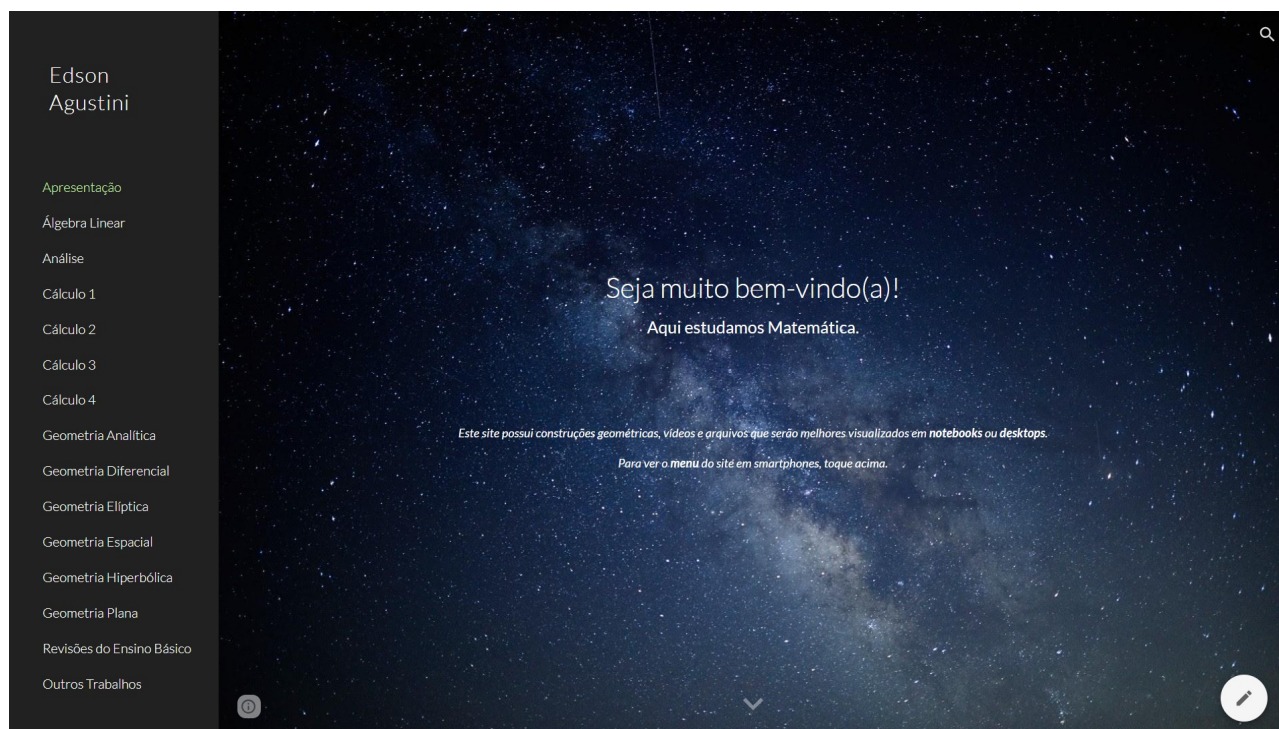 Edson
Agustini
Apresentação
Álgebra Linear
Análise
Cálculo 1
Cálculo 2
Cálculo 3
Cálculo 4
Geometria Analítica
Geometria Diferencial
Geometria Elíptica
Geometria Espacial
Geometria Hiperbólica
Geometria Plana
Revisões do Ensino Básico
Outros Trabalhos
Seja muito bem-vindo(a)!
Aqui estudamos Matemática.
Este site possui construções geométricas, vídeos e arquivos que serão melhores visualizados em notebooks ou desktops.
Para ver o menu do site em smartphones, toque acima.